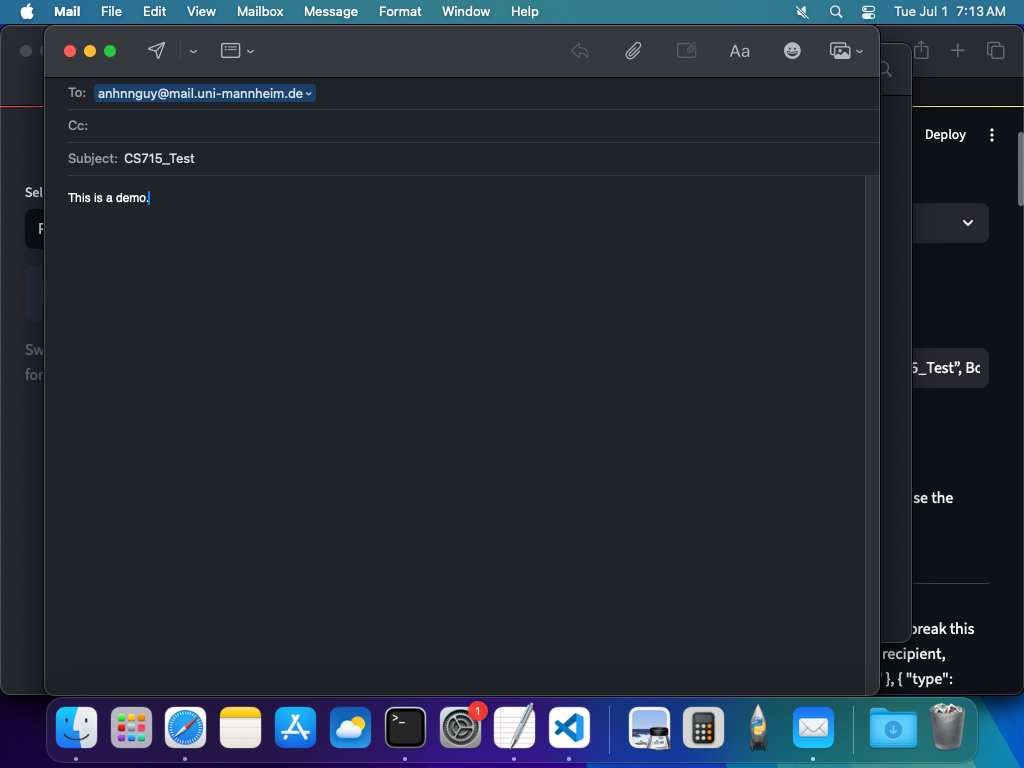 Mail File Edit View Mailbox Message Format Window Help Tue Jul 1 7:13 AM
Aa
To: anhnnguy@mail.uni-mannheim.de
Cc:
Deploy
Subject: CS715_Test
Sel
This is a demo.
Sw
5_Test”, Bc
for
se the
break this
recipient,
}, { "type":
1